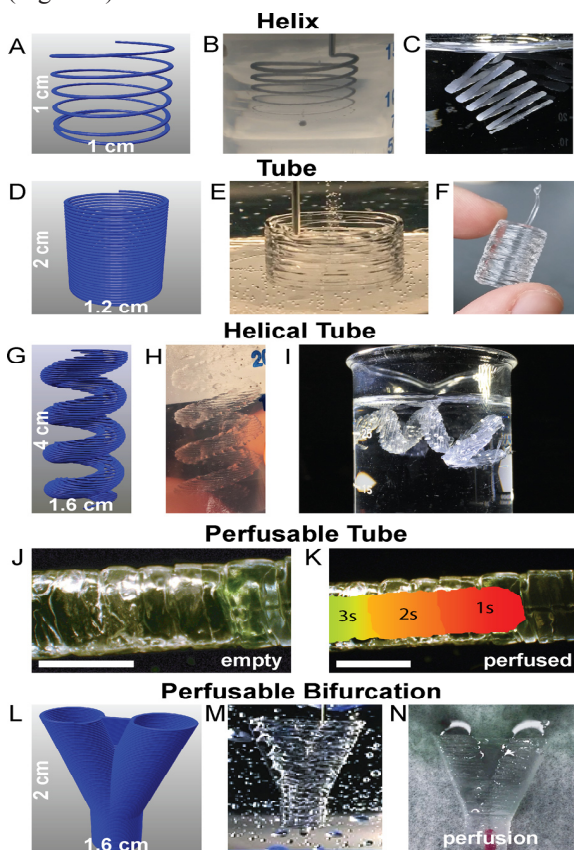 Helix
A
B
C
1 cm
1 cm
Tube
D
E
F
2 cm
1.2 cm
Helical Tube
G
H
I
20
4 cm
1.6 cm
Perfusable Tube
J
K
3s
2s
1s
empty
perfused
Perfusable Bifurcation
L
M
N
2 cm
1.6 cm
perfusion